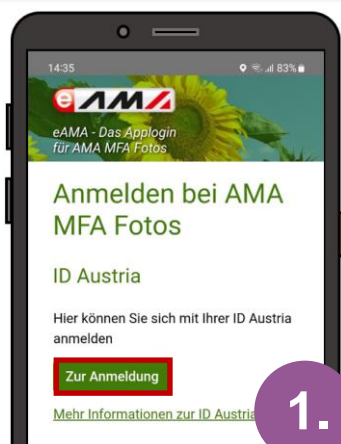 14:35 83%
eAMA
eAMA - Das Applogin
für AMA MFA Fotos
Anmelden bei AMA
MFA Fotos
ID Austria
Hier können Sie sich mit Ihrer ID Austria
anmelden
Zur Anmeldung
Mehr Informationen zur ID Austria
1.